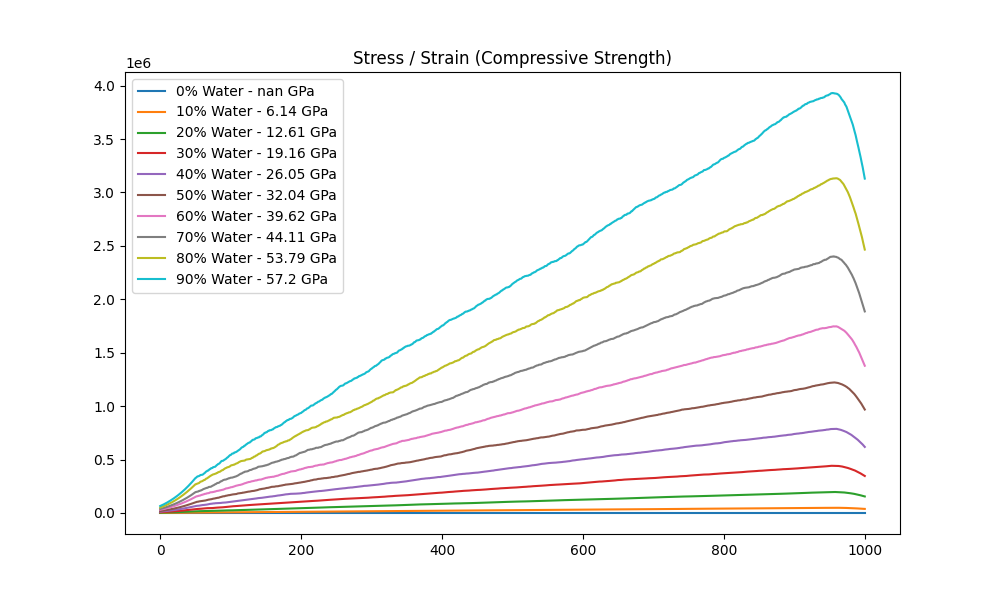 Stress / Strain (Compressive Strength)
1e6
4.0
3.5
3.0
2.5
2.0
1.5
1.0
0.5
0.0
0% Water - nan GPa
10% Water - 6.14 GPa
20% Water - 12.61 GPa
30% Water - 19.16 GPa
40% Water - 26.05 GPa
50% Water - 32.04 GPa
60% Water - 39.62 GPa
70% Water - 44.11 GPa
80% Water - 53.79 GPa
90% Water - 57.2 GPa
0 200 400 600 800 1000